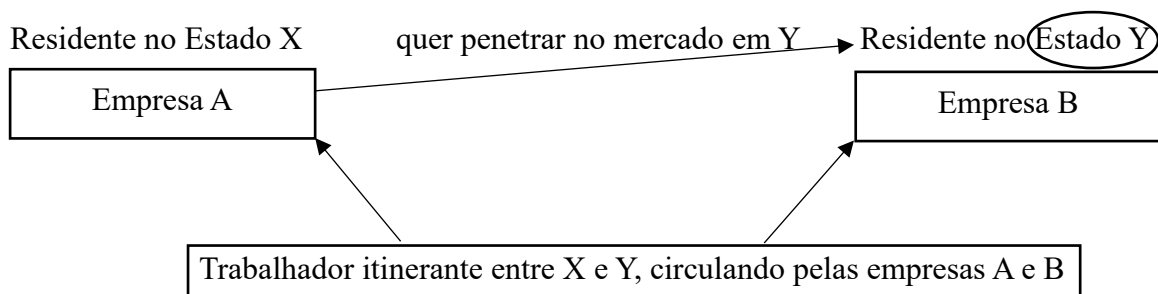 Residente no Estado X
quer penetrar no mercado em Y
Residente no Estado Y
Empresa A
Empresa B
Trabalhador itinerante entre X e Y, circulando pelas empresas A e B